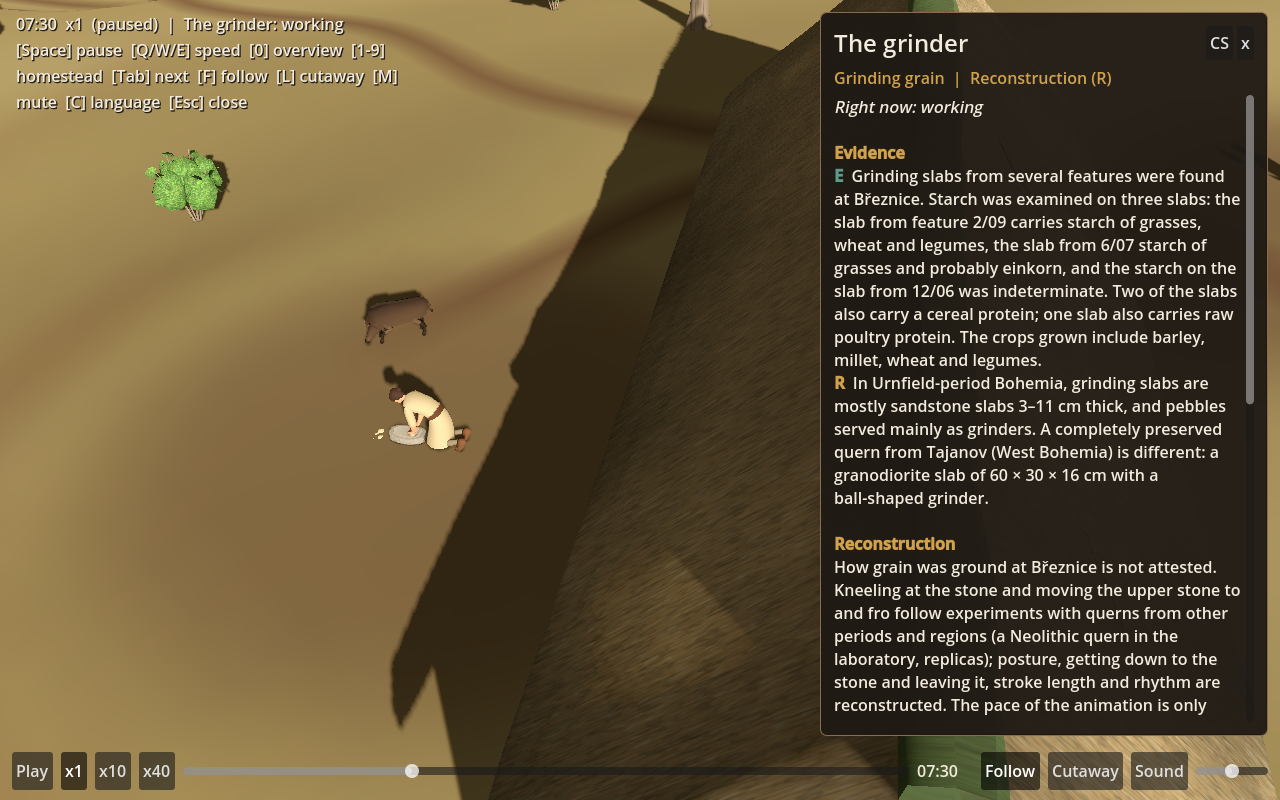 07:30  x1  (paused)  |  The grinder: working
[Space] pause  [Q/W/E] speed  [0] overview  [1-9]
homestead  [Tab] next  [F] follow  [L] cutaway  [M]
mute  [C] language  [Esc] close
The grinder
CS  x
Grinding grain  |  Reconstruction (R)
Right now: working
Evidence
E  Grinding slabs from several features were found
at Březnice. Starch was examined on three slabs: the
slab from feature 2/09 carries starch of grasses,
wheat and legumes, the slab from 6/07 starch of
grasses and probably einkorn, and the starch on the
slab from 12/06 was indeterminate. Two of the slabs
also carry a cereal protein; one slab also carries raw
poultry protein. The crops grown include barley,
millet, wheat and legumes.
R  In Urnfield-period Bohemia, grinding slabs are
mostly sandstone slabs 3–11 cm thick, and pebbles
served mainly as grinders. A completely preserved
quern from Tajanov (West Bohemia) is different: a
granodiorite slab of 60 × 30 × 16 cm with a
ball-shaped grinder.
Reconstruction
How grain was ground at Březnice is not attested.
Kneeling at the stone and moving the upper stone to
and fro follow experiments with querns from other
periods and regions (a Neolithic quern in the
laboratory, replicas); posture, getting down to the
stone and leaving it, stroke length and rhythm are
reconstructed. The pace of the animation is only
Play  x1  x10  x40  07:30  Follow  Cutaway  Sound